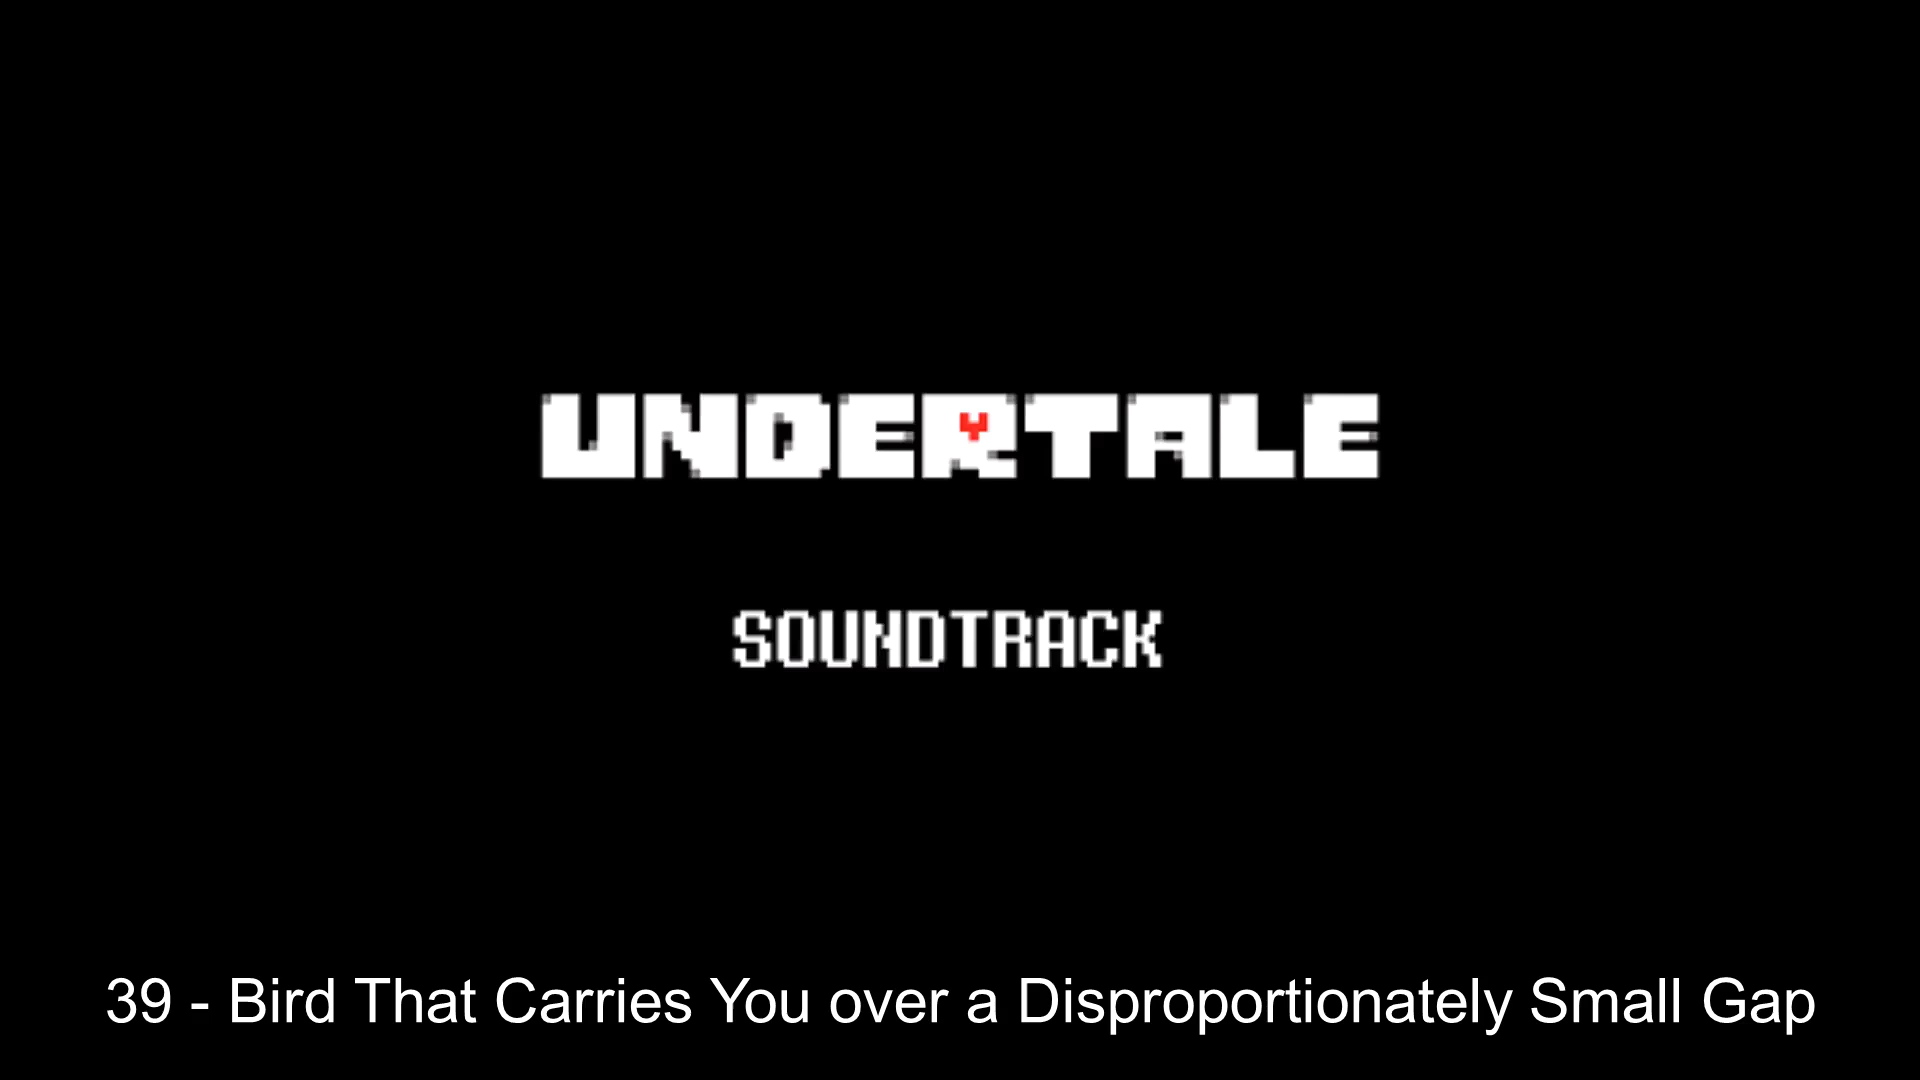 UNDERTALE
SOUNDTRACK
39 - Bird That Carries You over a Disproportionately Small Gap